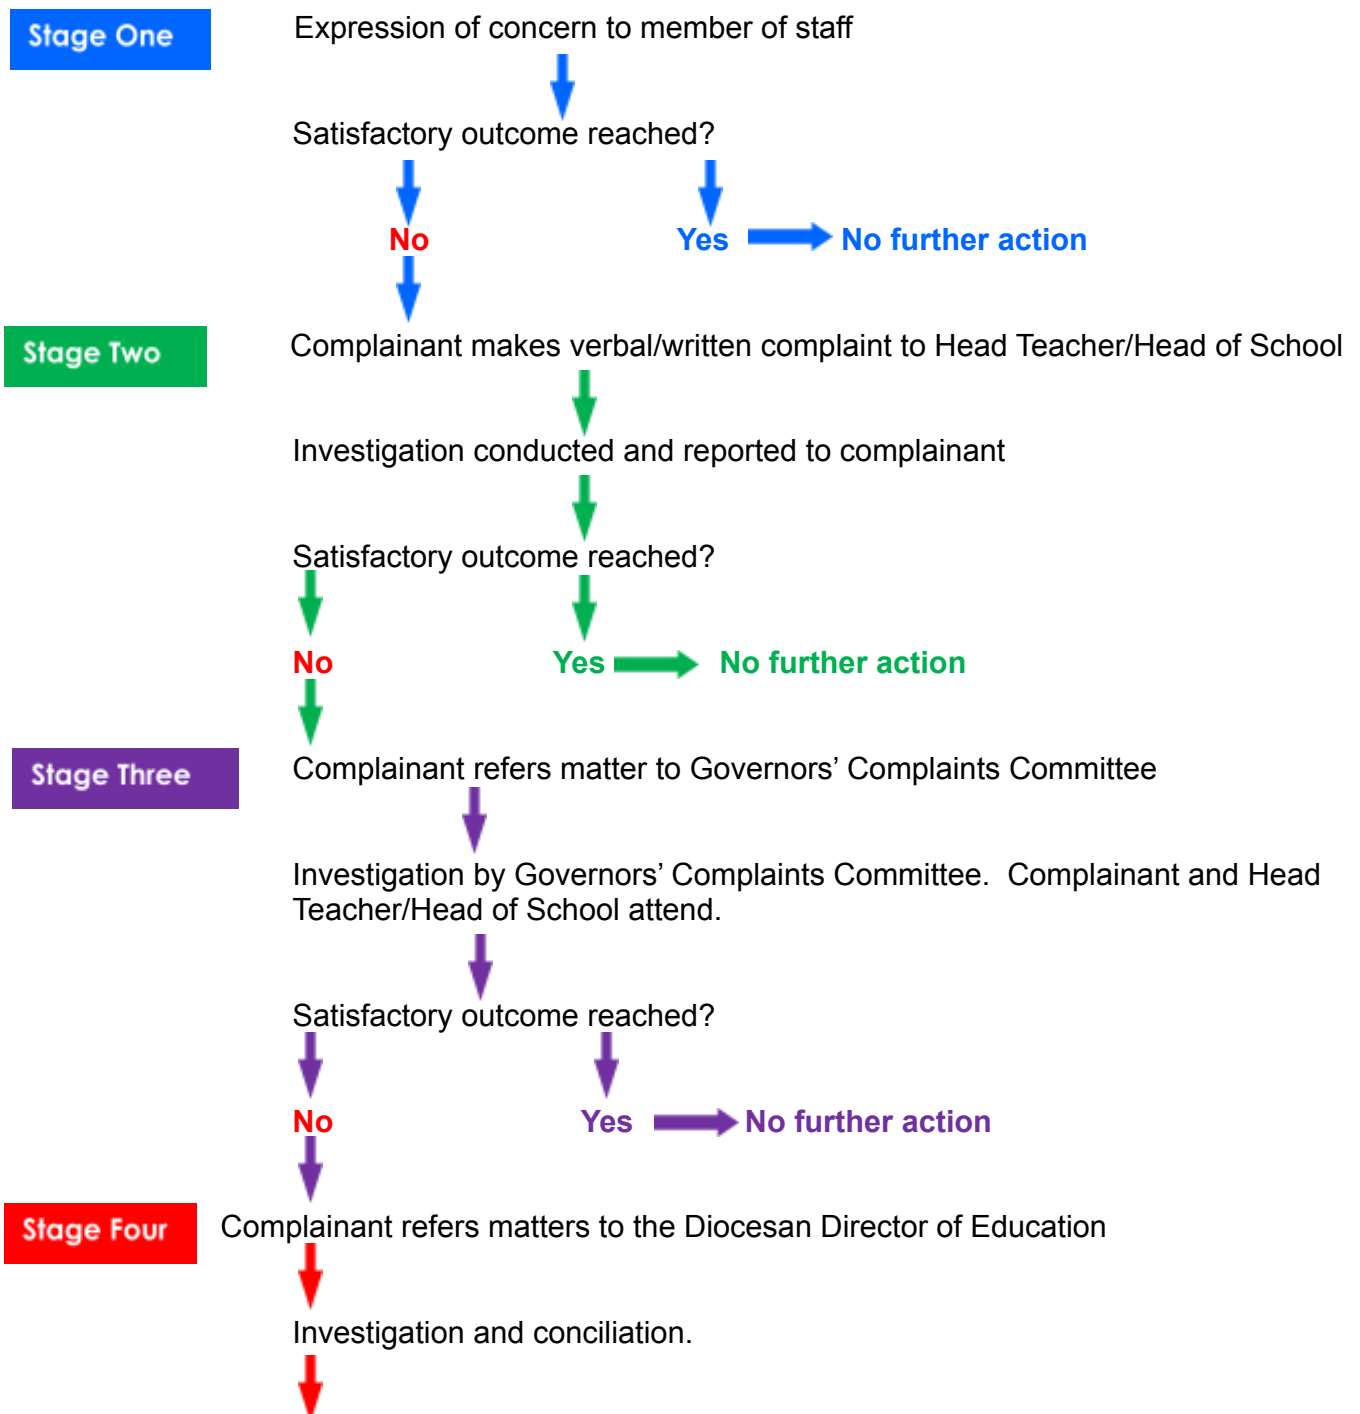 Stage One
Expression of concern to member of staff
Satisfactory outcome reached?
No
Yes
No further action
Stage Two
Complainant makes verbal/written complaint to Head Teacher/Head of School
Investigation conducted and reported to complainant
Satisfactory outcome reached?
No
Yes
No further action
Stage Three
Complainant refers matter to Governors’ Complaints Committee
Investigation by Governors’ Complaints Committee.  Complainant and Head
Teacher/Head of School attend.
Satisfactory outcome reached?
No
Yes
No further action
Stage Four
Complainant refers matters to the Diocesan Director of Education
Investigation and conciliation.